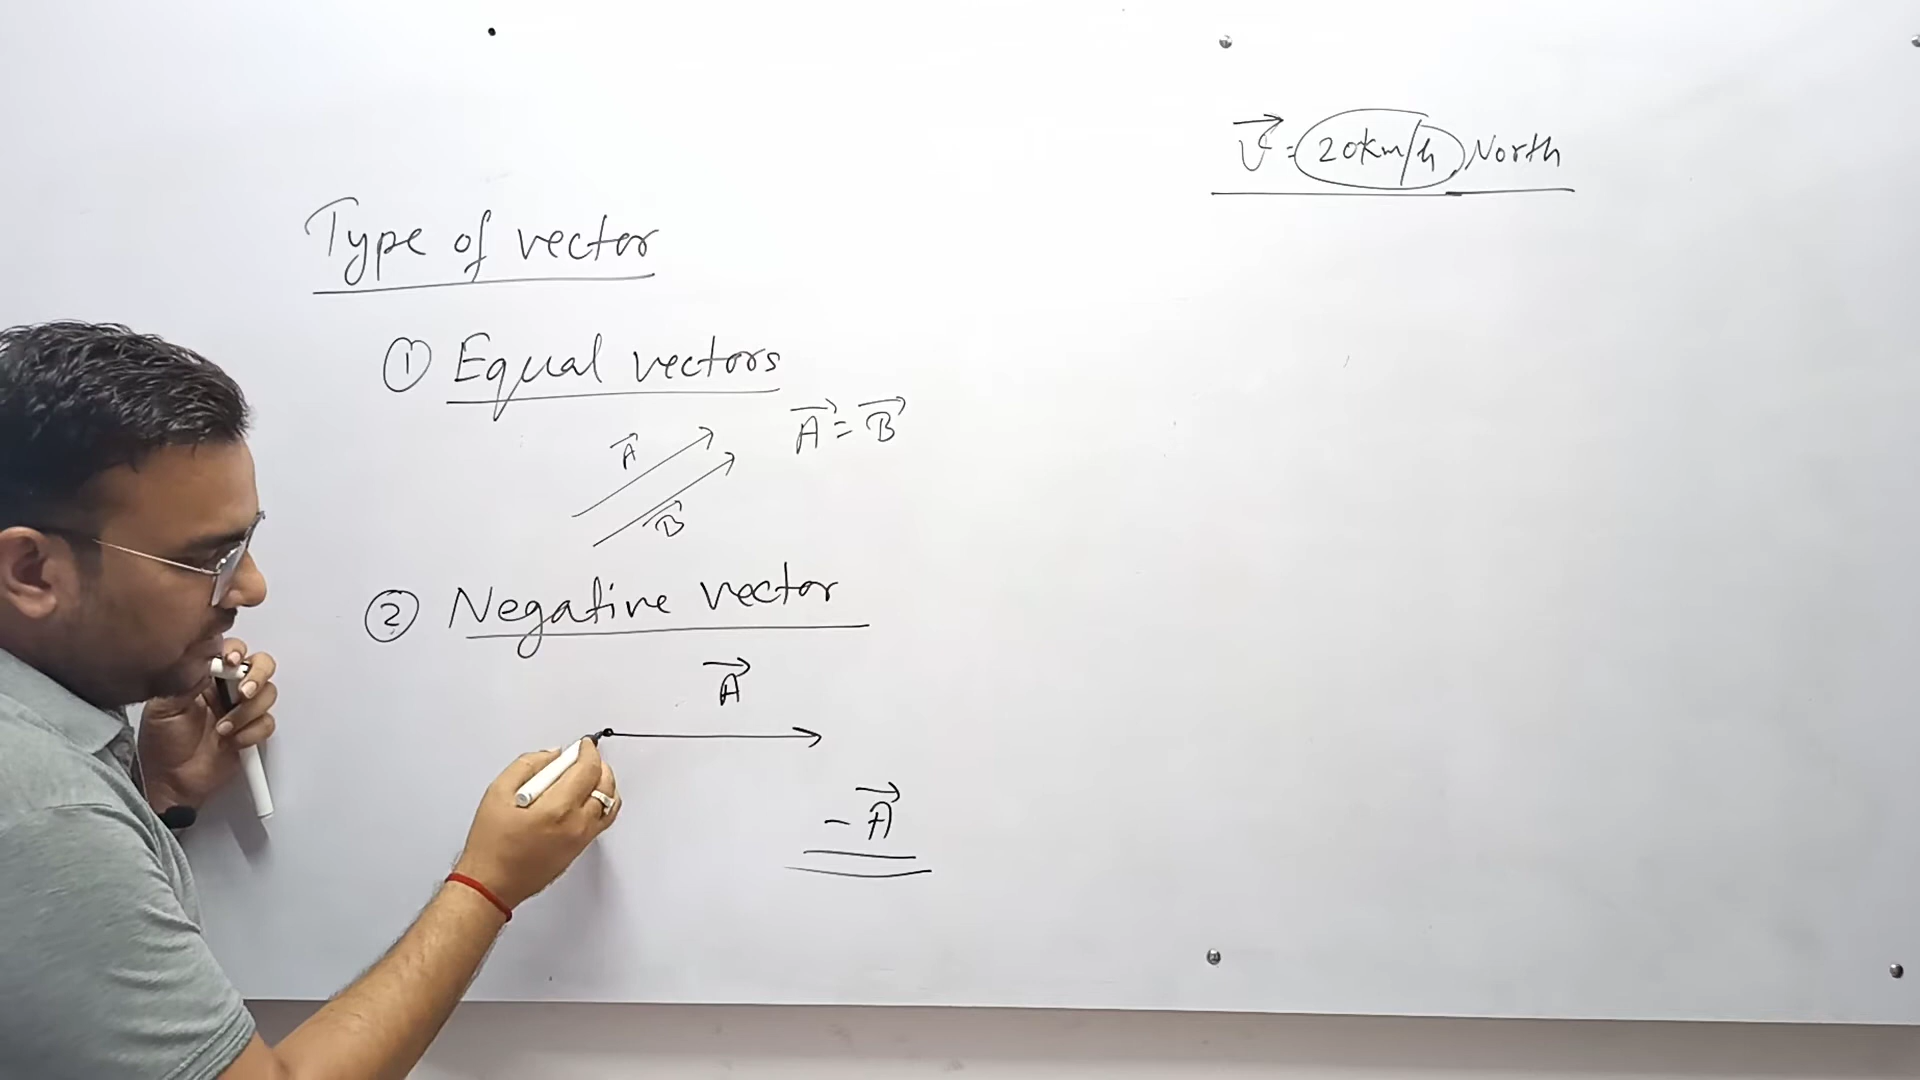 V⃗ = 20km/h North
Type of vector
① Equal vectors
A⃗ = B⃗
A⃗
B⃗
② Negative vector
A⃗
- A⃗